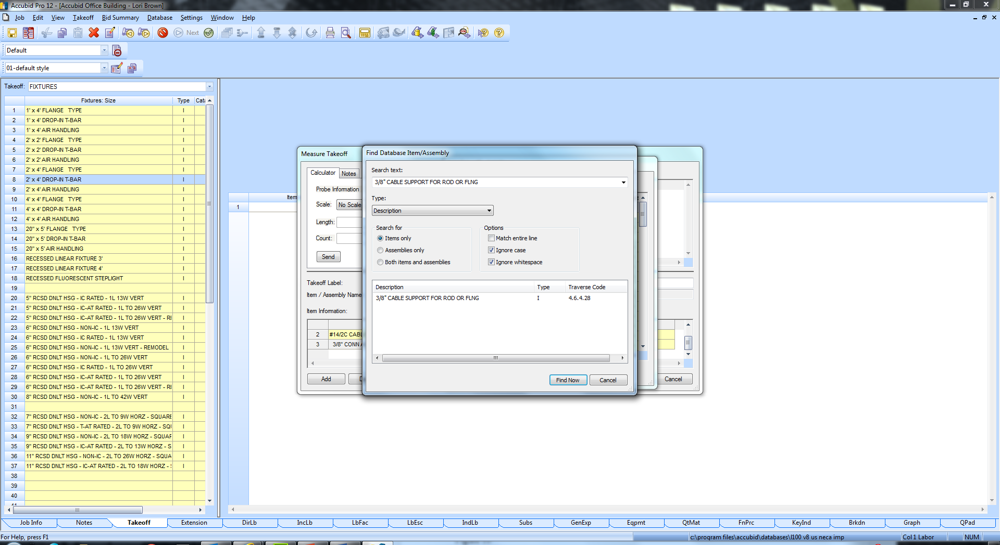 Accubid Pro 12 - [Accubid Office Building - Lori Brown]
Job Edit View Takeoff Bid Summary Database Settings Window Help
Next
Default
01-default style
Takeoff: FIXTURES
Fixtures: Size Type Cata
1 1' x 4' FLANGE TYPE I
2 1' x 4' DROP-IN T-BAR I
3 1' x 4' AIR HANDLING I
4 2' x 2' FLANGE TYPE I
5 2' x 2' DROP-IN T-BAR I
6 2' x 2' AIR HANDLING I
7 2' x 4' FLANGE TYPE I
8 2' x 4' DROP-IN T-BAR I
9 2' x 4' AIR HANDLING I
10 4' x 4' FLANGE TYPE I
11 4' x 4' DROP-IN T-BAR I
12 4' x 4' AIR HANDLING I
13 20" x 5' FLANGE TYPE I
14 20" x 5' DROP-IN T-BAR I
15 20" x 5' AIR HANDLING I
16 RECESSED LINEAR FIXTURE 3' I
17 RECESSED LINEAR FIXTURE 4' I
18 RECESSED FLUORESCENT STEPLIGHT I
19
20 5" RCSD DNLT HSG - IC RATED - 1L 13W VERT I
21 5" RCSD DNLT HSG - IC-AT RATED - 1L TO 26W VERT I
22 5" RCSD DNLT HSG - IC-AT RATED - 1L TO 26W VERT - RI I
23 6" RCSD DNLT HSG - NON-IC - 1L 13W VERT I
24 6" RCSD DNLT HSG - IC RATED - 1L 13W VERT I
25 6" RCSD DNLT HSG - NON-IC - 1L 13W VERT - REMODEL I
26 6" RCSD DNLT HSG - NON-IC - 1L TO 26W VERT I
27 6" RCSD DNLT HSG - IC RATED - 1L TO 26W VERT I
28 6" RCSD DNLT HSG - IC-AT RATED - 1L TO 26W VERT I
29 6" RCSD DNLT HSG - IC-AT RATED - 1L TO 26W VERT - RI I
30 8" RCSD DNLT HSG - NON-IC - 1L TO 42W VERT I
31
32 7" RCSD DNLT HSG - NON-IC - 2L TO 9W HORZ - SQUARE I
33 7" RCSD DNLT HSG - T-AT RATED - 2L TO 9W HORZ - SQU I
34 9" RCSD DNLT HSG - NON-IC - 2L TO 18W HORZ - SQUAR I
35 9" RCSD DNLT HSG - IC-AT RATED - 2L TO 13W HORZ - S I
36 11" RCSD DNLT HSG - NON-IC - 2L TO 26W HORZ - SQUA I
37 11" RCSD DNLT HSG - IC-AT RATED - 2L TO 18W HORZ - I
38
39
40
41
Item
1
Measure Takeoff
Calculator Notes
Probe Information
Scale: No Scale
Length:
Count:
Send
Takeoff Label:
Item / Assembly Name
Item Information:
2 #14/2C CABL
3 3/8" CONN A
Add D
Cancel
Find Database Item/Assembly
Search text:
3/8" CABLE SUPPORT FOR ROD OR FLNG
Type:
Description
Search for
Items only
Assemblies only
Both items and assemblies
Options
Match entire line
Ignore case
Ignore whitespace
Description Type Traverse Code
3/8" CABLE SUPPORT FOR ROD OR FLNG I 4.6.4.28
Find Now Cancel
Job Info Notes Takeoff Extension DirLb IncLb LbFac LbEsc IndLb Subs GenExp Eqpmt QtMat FnPrc KeyInd Brkdn Graph QPad
For Help, press F1 c:\program files\accubid\databases\l100 v8 us neca imp Col 1 Labor NUM